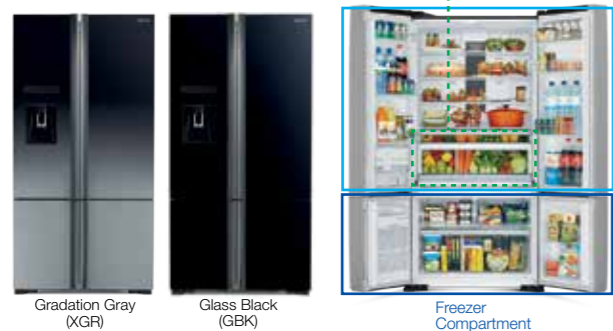 Gradation Gray
(XGR)
Glass Black
(GBK)
Freezer
Compartment